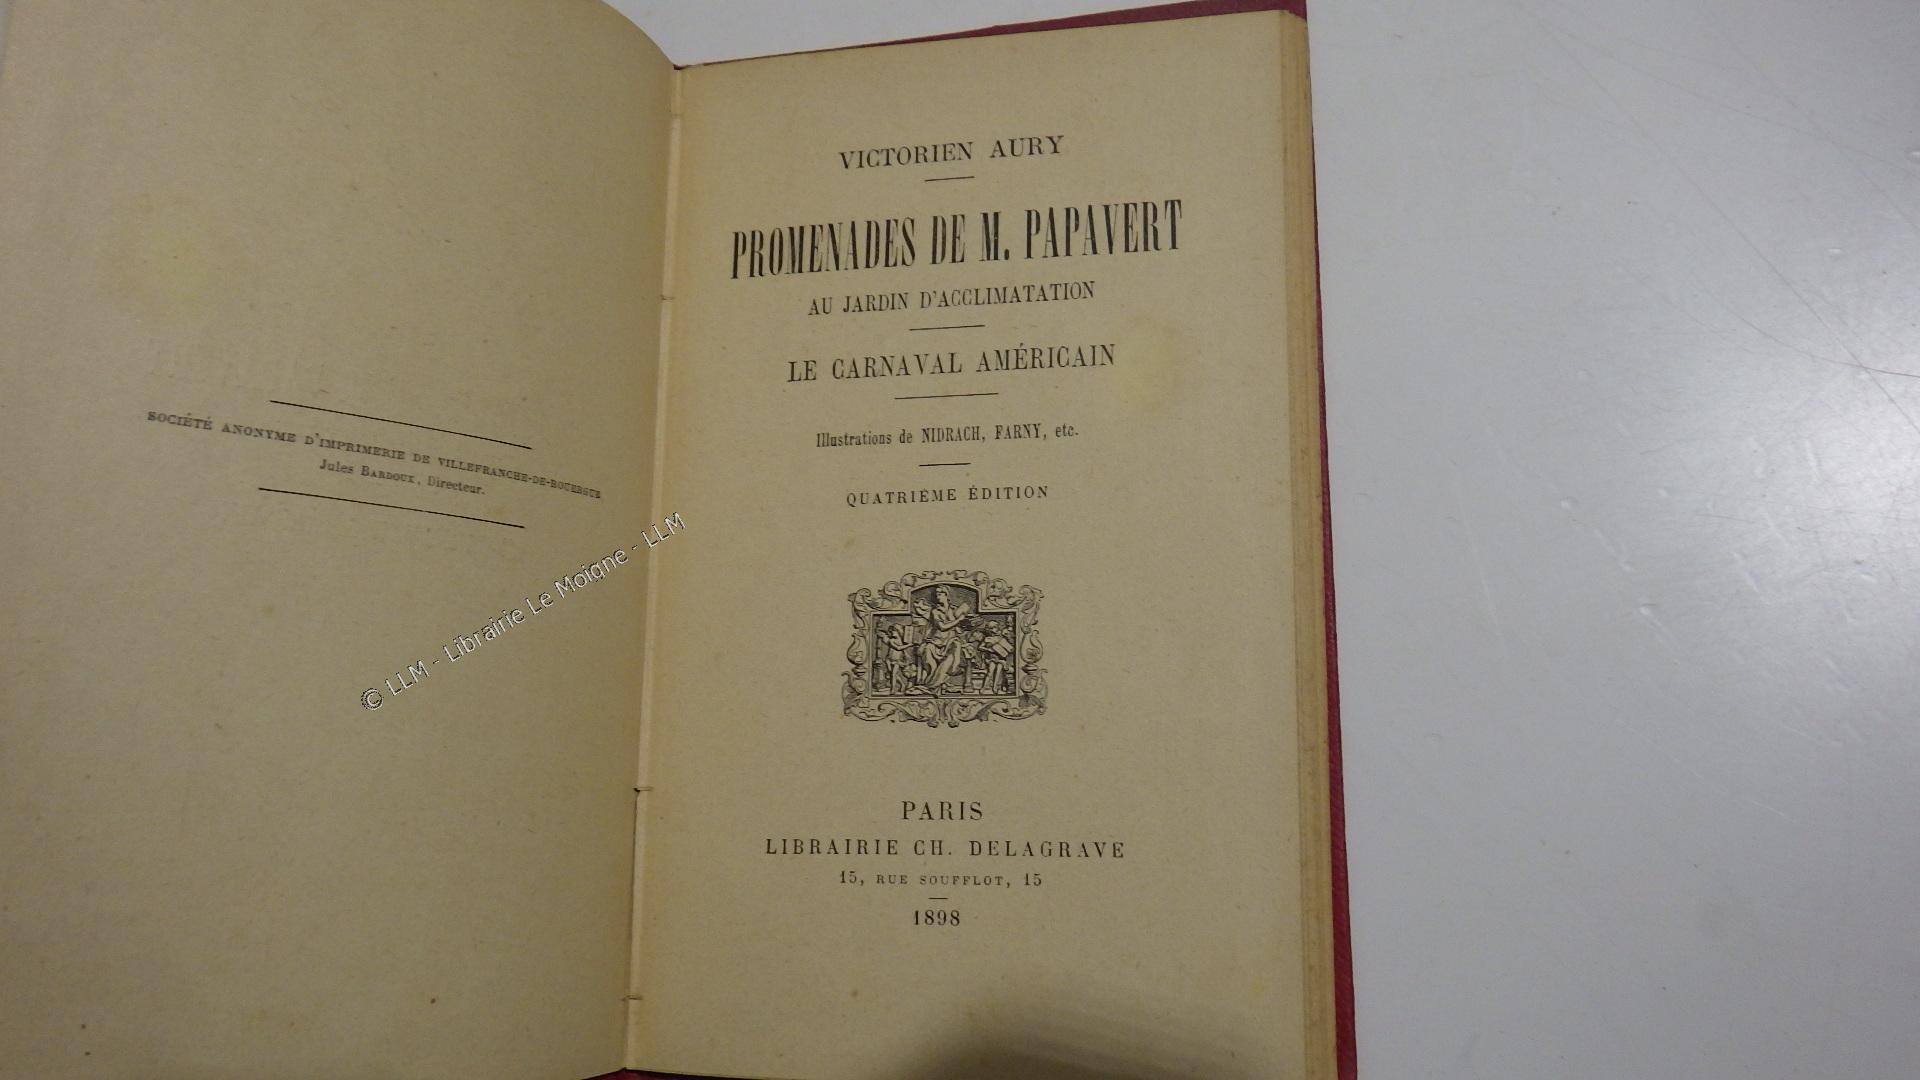 SOCIÉTÉ ANONYME D'IMPRIMERIE DE VILLEFRANCHE-DE-ROUERGUE
Jules BARDOUX, Directeur.
© LLM - Librairie Le Moigne - LLM
VICTORIEN AURY
PROMENADES DE M. PAPAVERT
AU JARDIN D'ACCLIMATATION
LE CARNAVAL AMÉRICAIN
Illustrations de NIDRACH, FARNY, etc.
QUATRIÈME ÉDITION
PARIS
LIBRAIRIE CH. DELAGRAVE
15, RUE SOUFFLOT, 15
1898